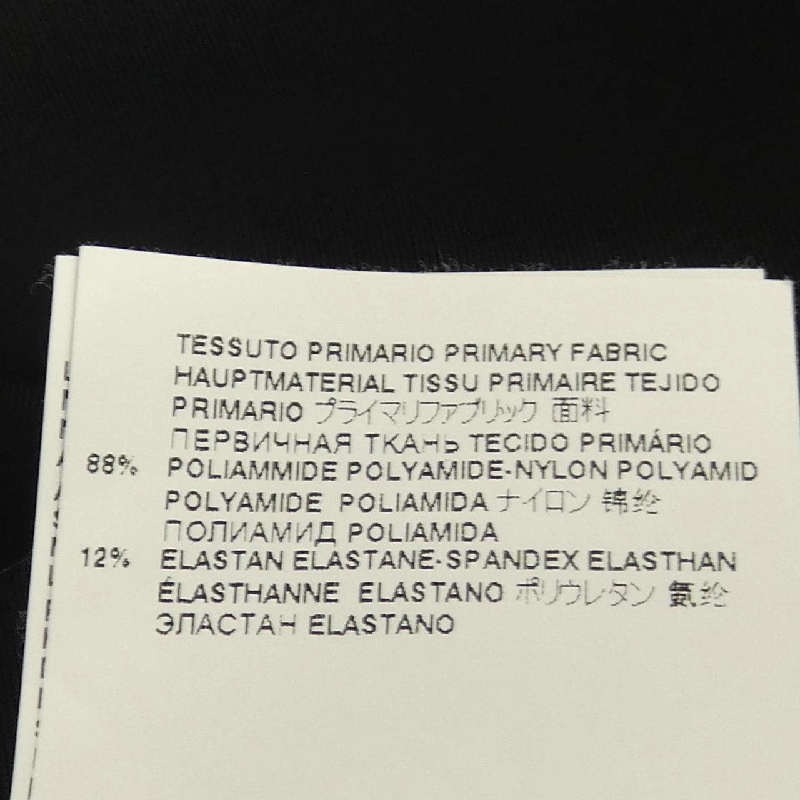 TESSUTO PRIMARIO PRIMARY FABRIC
HAUPTMATERIAL TISSU PRIMAIRE TEJIDO
PRIMARIO プライマリファブリック 面料
ПЕРВИЧНАЯ ТКАНЬ TECIDO PRIMÁRIO
88% POLIAMMIDE POLYAMIDE-NYLON POLYAMID
POLYAMIDE POLIAMIDA ナイロン 锦纶
ПОЛИАМИД POLIAMIDA
12% ELASTAN ELASTANE-SPANDEX ELASTHAN
ÉLASTHANNE ELASTANO ポリウレタン 氨纶
ЭЛАСТАН ELASTANO